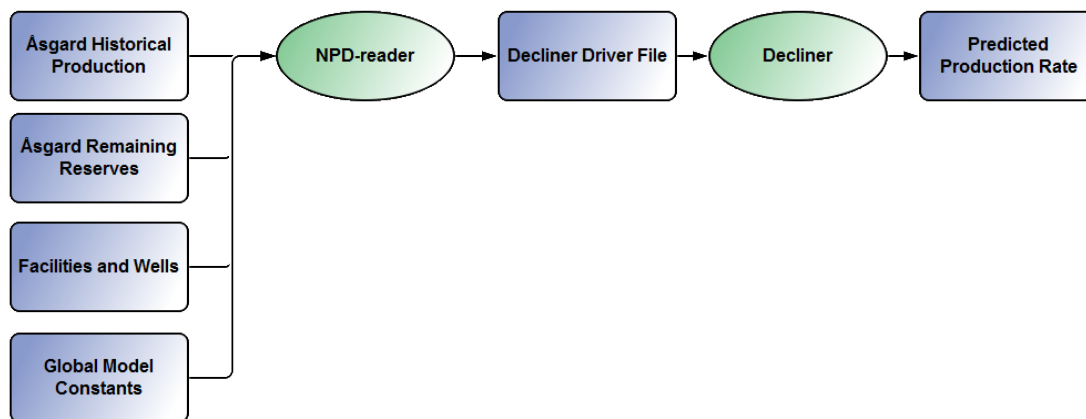 Åsgard Historical
Production
NPD-reader
Decliner Driver File
Decliner
Predicted
Production Rate
Åsgard Remaining
Reserves
Facilities and Wells
Global Model
Constants